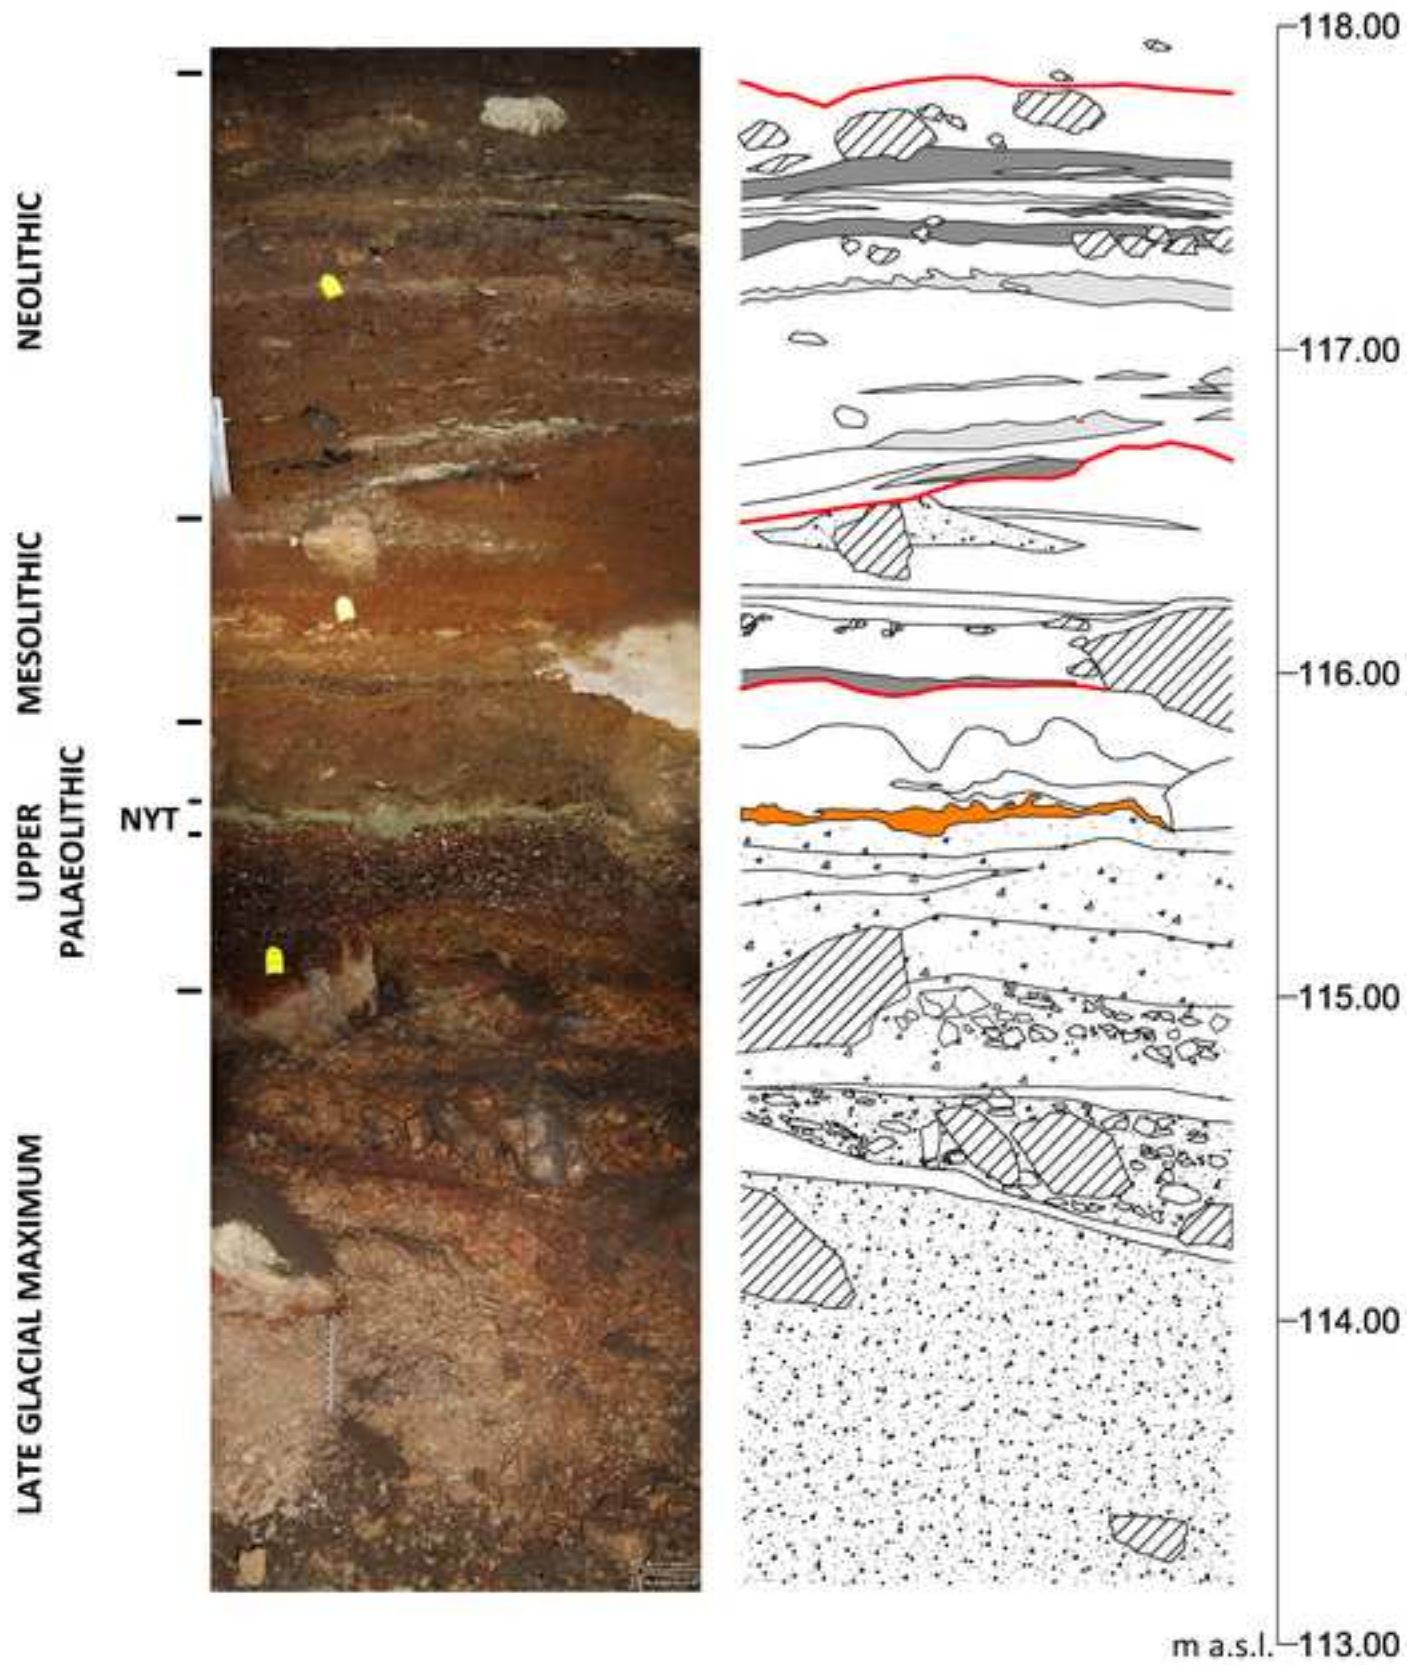 118.00
NEOLITHIC
117.00
MESOLITHIC
116.00
UPPER
PALAEOLITHIC
NYT
115.00
LATE GLACIAL MAXIMUM
114.00
m a.s.l.
113.00